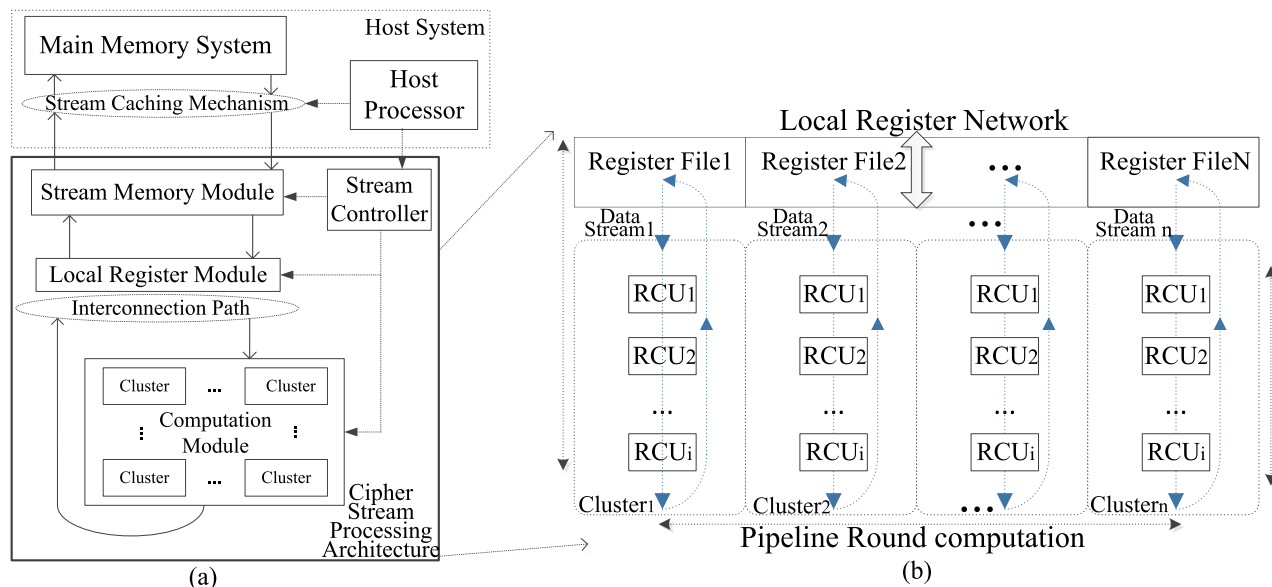 Host System
Main Memory System
Host
Processor
Stream Caching Mechanism
Stream Memory Module
Stream
Controller
Local Register Module
Interconnection Path
Cluster ... Cluster
Computation
Module
Cluster ... Cluster
Cipher
Stream
Processing
Architecture
(a)
Local Register Network
Register File1 Register File2 ... Register FileN
Data
Stream1
Data
Stream2
...
Data
Stream n
RCU1 RCU1 RCU1 RCU1
RCU2 RCU2 RCU2 RCU2
... ... ... ...
RCUi RCUi RCUi RCUi
Cluster1 Cluster2 ... Clustern
Pipeline Round computation
(b)